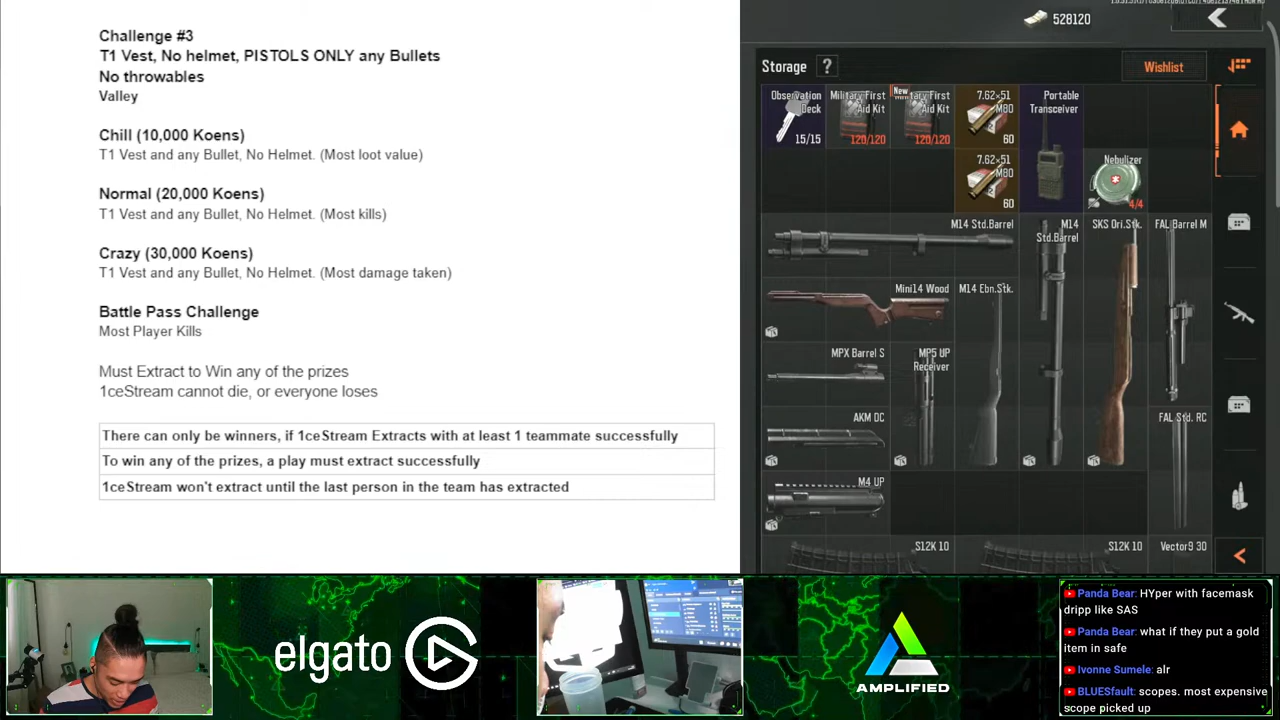 Challenge #3
T1 Vest, No helmet, PISTOLS ONLY any Bullets
No throwables
Valley
Chill (10,000 Koens)
T1 Vest and any Bullet, No Helmet. (Most loot value)
Normal (20,000 Koens)
T1 Vest and any Bullet, No Helmet. (Most kills)
Crazy (30,000 Koens)
T1 Vest and any Bullet, No Helmet. (Most damage taken)
Battle Pass Challenge
Most Player Kills
Must Extract to Win any of the prizes
1ceStream cannot die, or everyone loses
There can only be winners, if 1ceStream Extracts with at least 1 teammate successfully
To win any of the prizes, a play must extract successfully
1ceStream won't extract until the last person in the team has extracted
528120
Storage ?
Wishlist
Observation
Deck
15/15
Military First
Aid Kit
120/120
New
First
Aid Kit
120/120
7.62×51
M80
60
Portable
Transceiver
7.62×51
M80
60
Nebulizer
4/4
M14 Std.Barrel
M14
Std.Barrel
SKS Ori.Stk.
FAL Barrel M
Mini14 Wood
M14 Ebn.Stk.
MPX Barrel S
MP5 UP
Receiver
AKM DC
FAL Std. RC
M4 UP
S12K 10
S12K 10
Vector9 30
elgato
AMPLIFIED
Panda Bear: HYper with facemask
dripp like SAS
Panda Bear: what if they put a gold
item in safe
Ivonne Sumele: alr
BLUESfault: scopes. most expensive
scope picked up